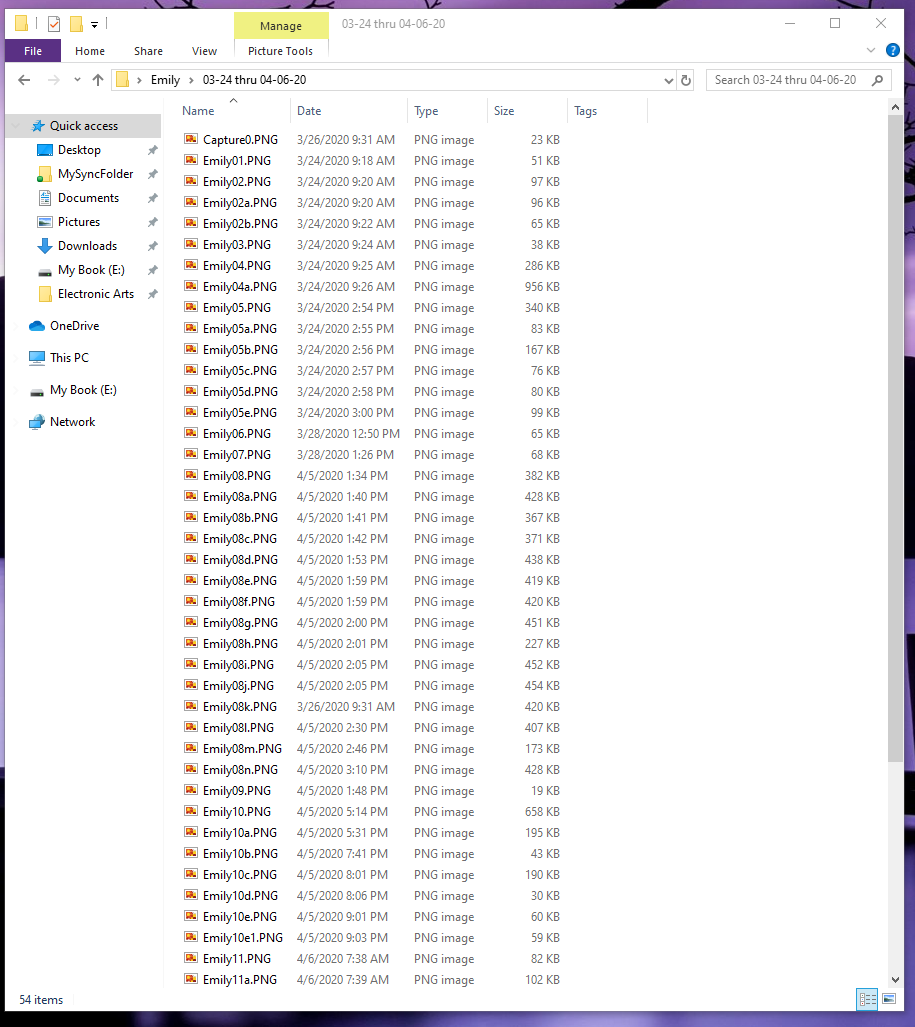 Manage 03-24 thru 04-06-20
File Home Share View Picture Tools
Emily 03-24 thru 04-06-20 Search 03-24 thru 04-06-20
Name Date Type Size Tags
Quick access
Desktop
MySyncFolder
Documents
Pictures
Downloads
My Book (E:)
Electronic Arts
OneDrive
This PC
My Book (E:)
Network
Capture0.PNG 3/26/2020 9:31 AM PNG image 23 KB
Emily01.PNG 3/24/2020 9:18 AM PNG image 51 KB
Emily02.PNG 3/24/2020 9:20 AM PNG image 97 KB
Emily02a.PNG 3/24/2020 9:20 AM PNG image 96 KB
Emily02b.PNG 3/24/2020 9:22 AM PNG image 65 KB
Emily03.PNG 3/24/2020 9:24 AM PNG image 38 KB
Emily04.PNG 3/24/2020 9:25 AM PNG image 286 KB
Emily04a.PNG 3/24/2020 9:26 AM PNG image 956 KB
Emily05.PNG 3/24/2020 2:54 PM PNG image 340 KB
Emily05a.PNG 3/24/2020 2:55 PM PNG image 83 KB
Emily05b.PNG 3/24/2020 2:56 PM PNG image 167 KB
Emily05c.PNG 3/24/2020 2:57 PM PNG image 76 KB
Emily05d.PNG 3/24/2020 2:58 PM PNG image 80 KB
Emily05e.PNG 3/24/2020 3:00 PM PNG image 99 KB
Emily06.PNG 3/28/2020 12:50 PM PNG image 65 KB
Emily07.PNG 3/28/2020 1:26 PM PNG image 68 KB
Emily08.PNG 4/5/2020 1:34 PM PNG image 382 KB
Emily08a.PNG 4/5/2020 1:40 PM PNG image 428 KB
Emily08b.PNG 4/5/2020 1:41 PM PNG image 367 KB
Emily08c.PNG 4/5/2020 1:42 PM PNG image 371 KB
Emily08d.PNG 4/5/2020 1:53 PM PNG image 438 KB
Emily08e.PNG 4/5/2020 1:59 PM PNG image 419 KB
Emily08f.PNG 4/5/2020 1:59 PM PNG image 420 KB
Emily08g.PNG 4/5/2020 2:00 PM PNG image 451 KB
Emily08h.PNG 4/5/2020 2:01 PM PNG image 227 KB
Emily08i.PNG 4/5/2020 2:05 PM PNG image 452 KB
Emily08j.PNG 4/5/2020 2:05 PM PNG image 454 KB
Emily08k.PNG 3/26/2020 9:31 AM PNG image 420 KB
Emily08l.PNG 4/5/2020 2:30 PM PNG image 407 KB
Emily08m.PNG 4/5/2020 2:46 PM PNG image 173 KB
Emily08n.PNG 4/5/2020 3:10 PM PNG image 428 KB
Emily09.PNG 4/5/2020 1:48 PM PNG image 19 KB
Emily10.PNG 4/5/2020 5:14 PM PNG image 658 KB
Emily10a.PNG 4/5/2020 5:31 PM PNG image 195 KB
Emily10b.PNG 4/5/2020 7:41 PM PNG image 43 KB
Emily10c.PNG 4/5/2020 8:01 PM PNG image 190 KB
Emily10d.PNG 4/5/2020 8:06 PM PNG image 30 KB
Emily10e.PNG 4/5/2020 9:01 PM PNG image 60 KB
Emily10e1.PNG 4/5/2020 9:03 PM PNG image 59 KB
Emily11.PNG 4/6/2020 7:38 AM PNG image 82 KB
Emily11a.PNG 4/6/2020 7:39 AM PNG image 102 KB
54 items